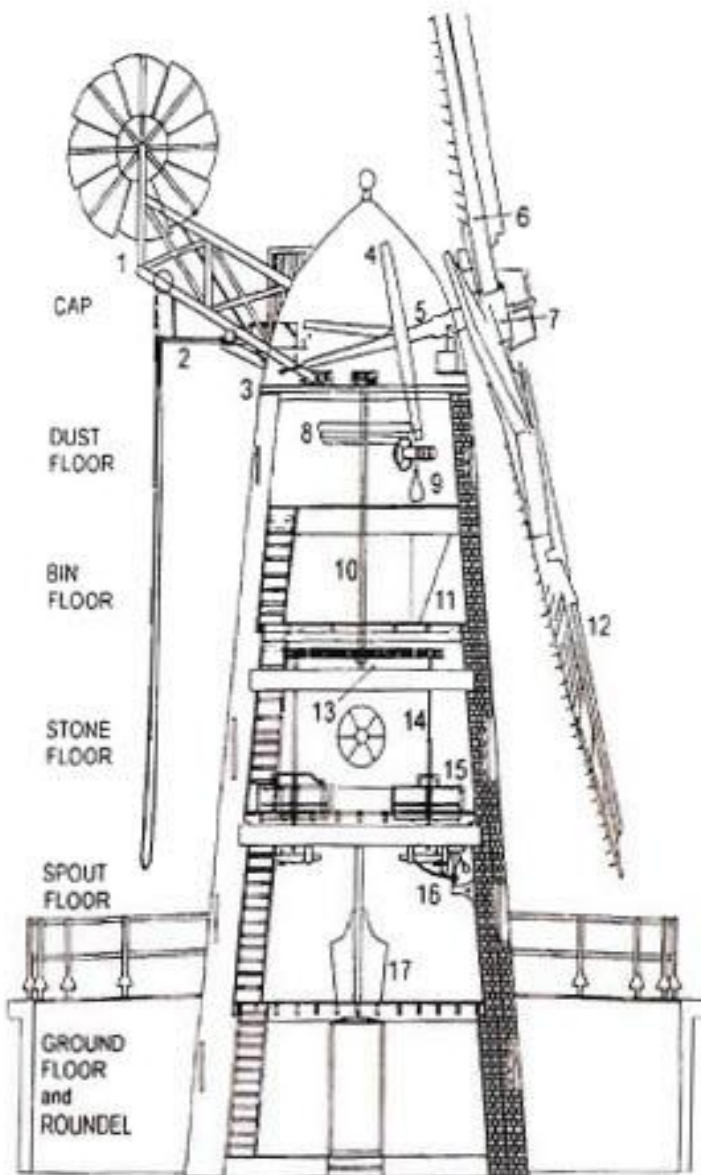 1
2
3
4
5
6
7
8
9
10
11
12
13
14
15
16
17
CAP
DUST
FLOOR
BIN
FLOOR
STONE
FLOOR
SPOUT
FLOOR
GROUND
FLOOR
and
ROUNDEL